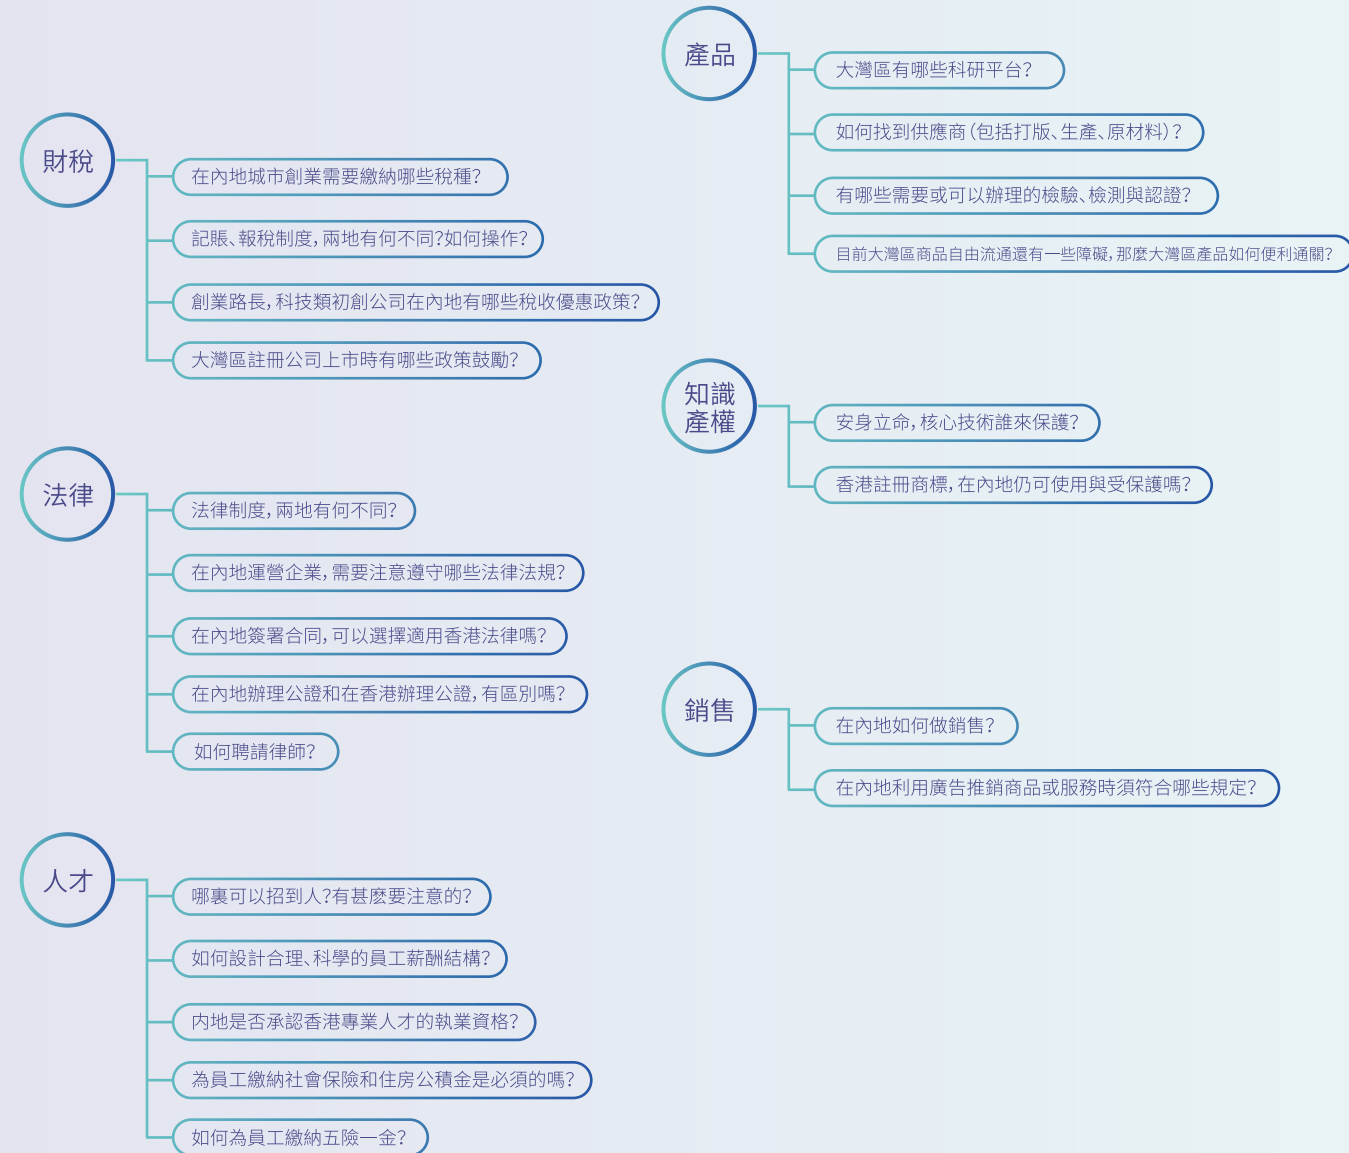 財稅
在內地城市創業需要繳納哪些稅種？
記賬、報稅制度，兩地有何不同？如何操作？
創業路長，科技類初創公司在內地有哪些稅收優惠政策？
大灣區註冊公司上市時有哪些政策鼓勵？
法律
法律制度，兩地有何不同？
在內地運營企業，需要注意遵守哪些法律法規？
在內地簽署合同，可以選擇適用香港法律嗎？
在內地辦理公證和在香港辦理公證，有區別嗎？
如何聘請律師？
人才
哪裏可以招到人？有甚麽要注意的？
如何設計合理、科學的員工薪酬結構？
內地是否承認香港專業人才的執業資格？
為員工繳納社會保險和住房公積金是必須的嗎？
如何為員工繳納五險一金？
產品
大灣區有哪些科研平台？
如何找到供應商（包括打版、生產、原材料）？
有哪些需要或可以辦理的檢驗、檢測與認證？
目前大灣區商品自由流通還有一些障礙，那麼大灣區產品如何便利通關？
知識
產權
安身立命，核心技術誰來保護？
香港註冊商標，在內地仍可使用與受保護嗎？
銷售
在內地如何做銷售？
在內地利用廣告推銷商品或服務時須符合哪些規定？